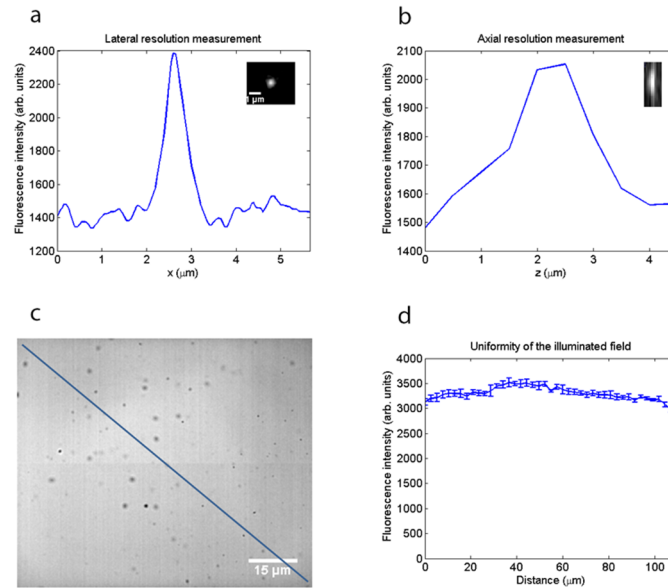 a
Lateral resolution measurement
2400
2200
2000
1800
1600
1400
1200
0 1 2 3 4 5
Fluorescence intensity (arb. units)
x (μm)
1 μm
b
Axial resolution measurement
2100
2000
1900
1800
1700
1600
1500
1400
0 1 2 3 4
Fluorescence intensity (arb. units)
z (μm)
c
15 μm
d
Uniformity of the illuminated field
4000
3500
3000
2500
2000
1500
1000
500
0
0 20 40 60 80 100
Fluorescence intensity (arb. units)
Distance (μm)